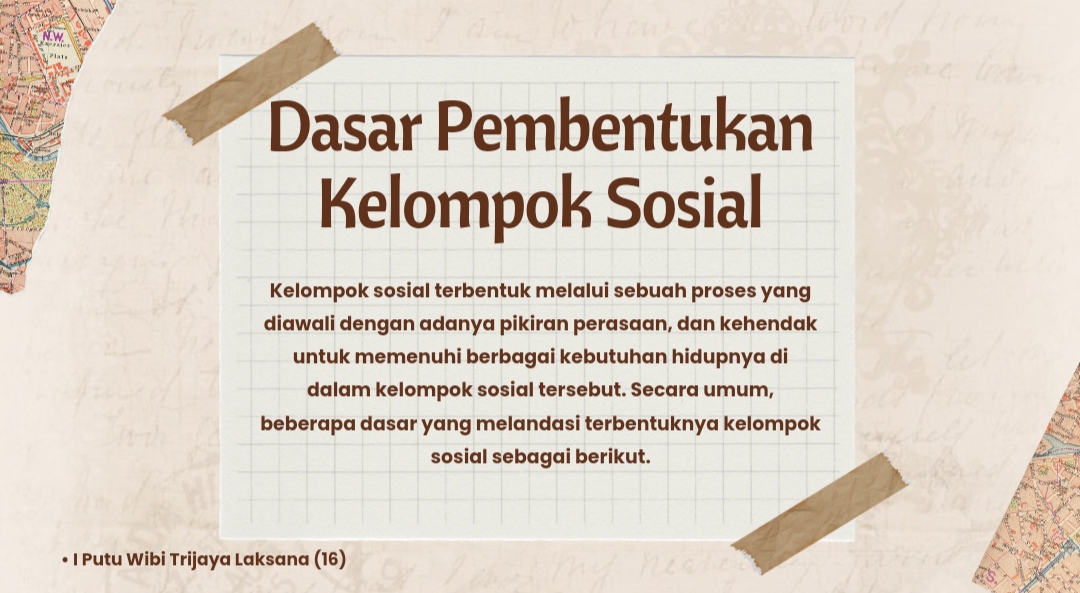 N.W.
Dasar Pembentukan
Kelompok Sosial
Kelompok sosial terbentuk melalui sebuah proses yang
diawali dengan adanya pikiran perasaan, dan kehendak
untuk memenuhi berbagai kebutuhan hidupnya di
dalam kelompok sosial tersebut. Secara umum,
beberapa dasar yang melandasi terbentuknya kelompok
sosial sebagai berikut.
• I Putu Wibi Trijaya Laksana (16)